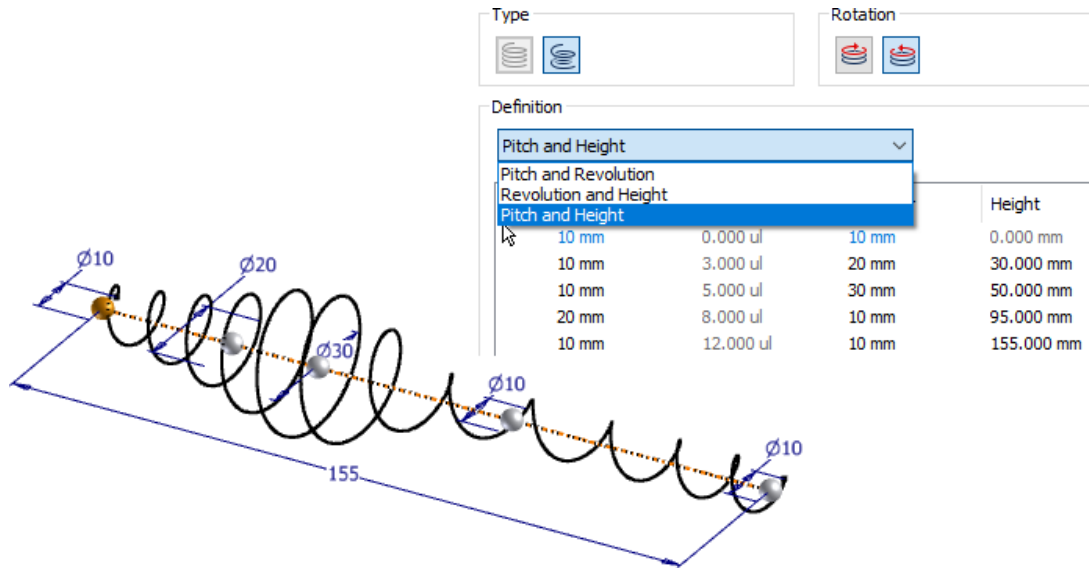 Type
Rotation
Definition
Pitch and Height
Pitch and Revolution
Revolution and Height
Pitch and Height
Height
10 mm 0.000 ul 10 mm 0.000 mm
10 mm 3.000 ul 20 mm 30.000 mm
10 mm 5.000 ul 30 mm 50.000 mm
20 mm 8.000 ul 10 mm 95.000 mm
10 mm 12.000 ul 10 mm 155.000 mm
Ø10
Ø20
Ø30
Ø10
Ø10
155